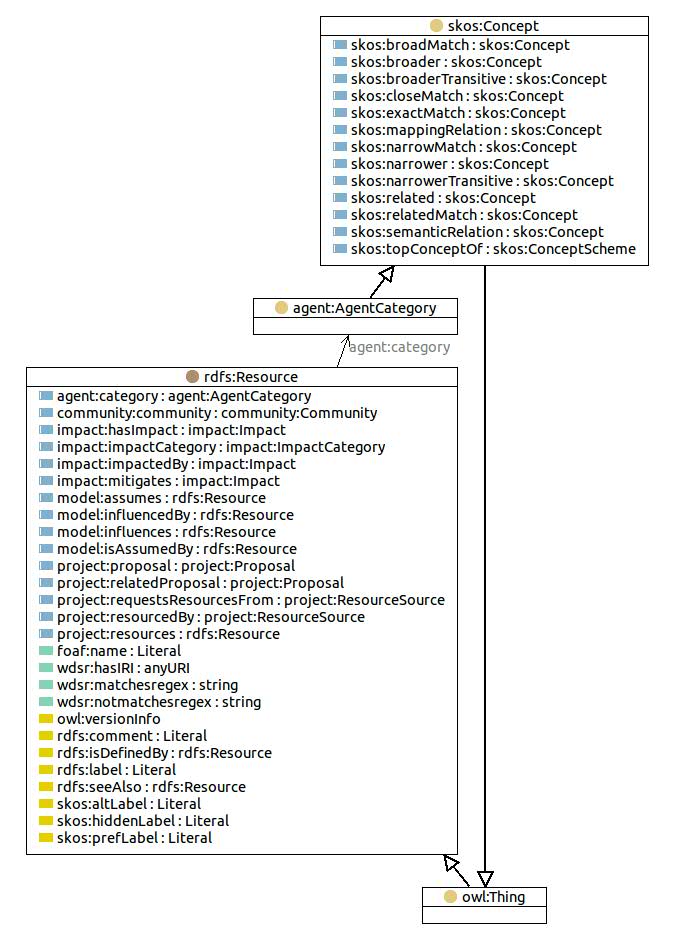 skos:Concept
skos:broadMatch : skos:Concept
skos:broader : skos:Concept
skos:broaderTransitive : skos:Concept
skos:closeMatch : skos:Concept
skos:exactMatch : skos:Concept
skos:mappingRelation : skos:Concept
skos:narrowMatch : skos:Concept
skos:narrower : skos:Concept
skos:narrowerTransitive : skos:Concept
skos:related : skos:Concept
skos:relatedMatch : skos:Concept
skos:semanticRelation : skos:Concept
skos:topConceptOf : skos:ConceptScheme
agent:AgentCategory
agent:category
rdfs:Resource
agent:category : agent:AgentCategory
community:community : community:Community
impact:hasImpact : impact:Impact
impact:impactCategory : impact:ImpactCategory
impact:impactedBy : impact:Impact
impact:mitigates : impact:Impact
model:assumes : rdfs:Resource
model:influencedBy : rdfs:Resource
model:influences : rdfs:Resource
model:isAssumedBy : rdfs:Resource
project:proposal : project:Proposal
project:relatedProposal : project:Proposal
project:requestsResourcesFrom : project:ResourceSource
project:resourcedBy : project:ResourceSource
project:resources : rdfs:Resource
foaf:name : Literal
wdsr:hasIRI : anyURI
wdsr:matchesregex : string
wdsr:notmatchesregex : string
owl:versionInfo
rdfs:comment : Literal
rdfs:isDefinedBy : rdfs:Resource
rdfs:label : Literal
rdfs:seeAlso : rdfs:Resource
skos:altLabel : Literal
skos:hiddenLabel : Literal
skos:prefLabel : Literal
owl:Thing